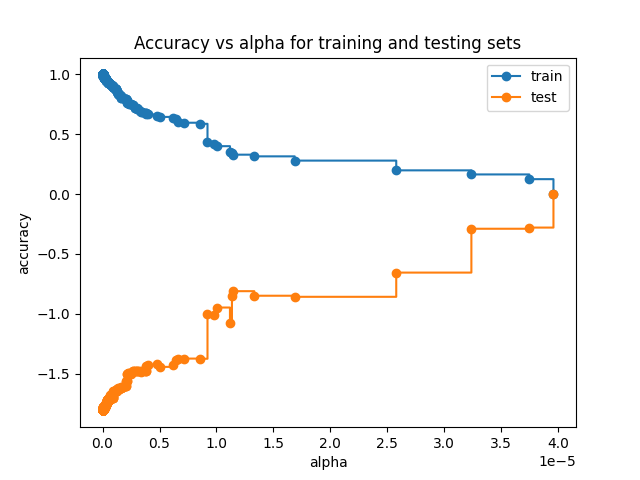 Accuracy vs alpha for training and testing sets
train
test
accuracy
1.0
0.5
0.0
−0.5
−1.0
−1.5
0.0 0.5 1.0 1.5 2.0 2.5 3.0 3.5 4.0
1e−5
alpha